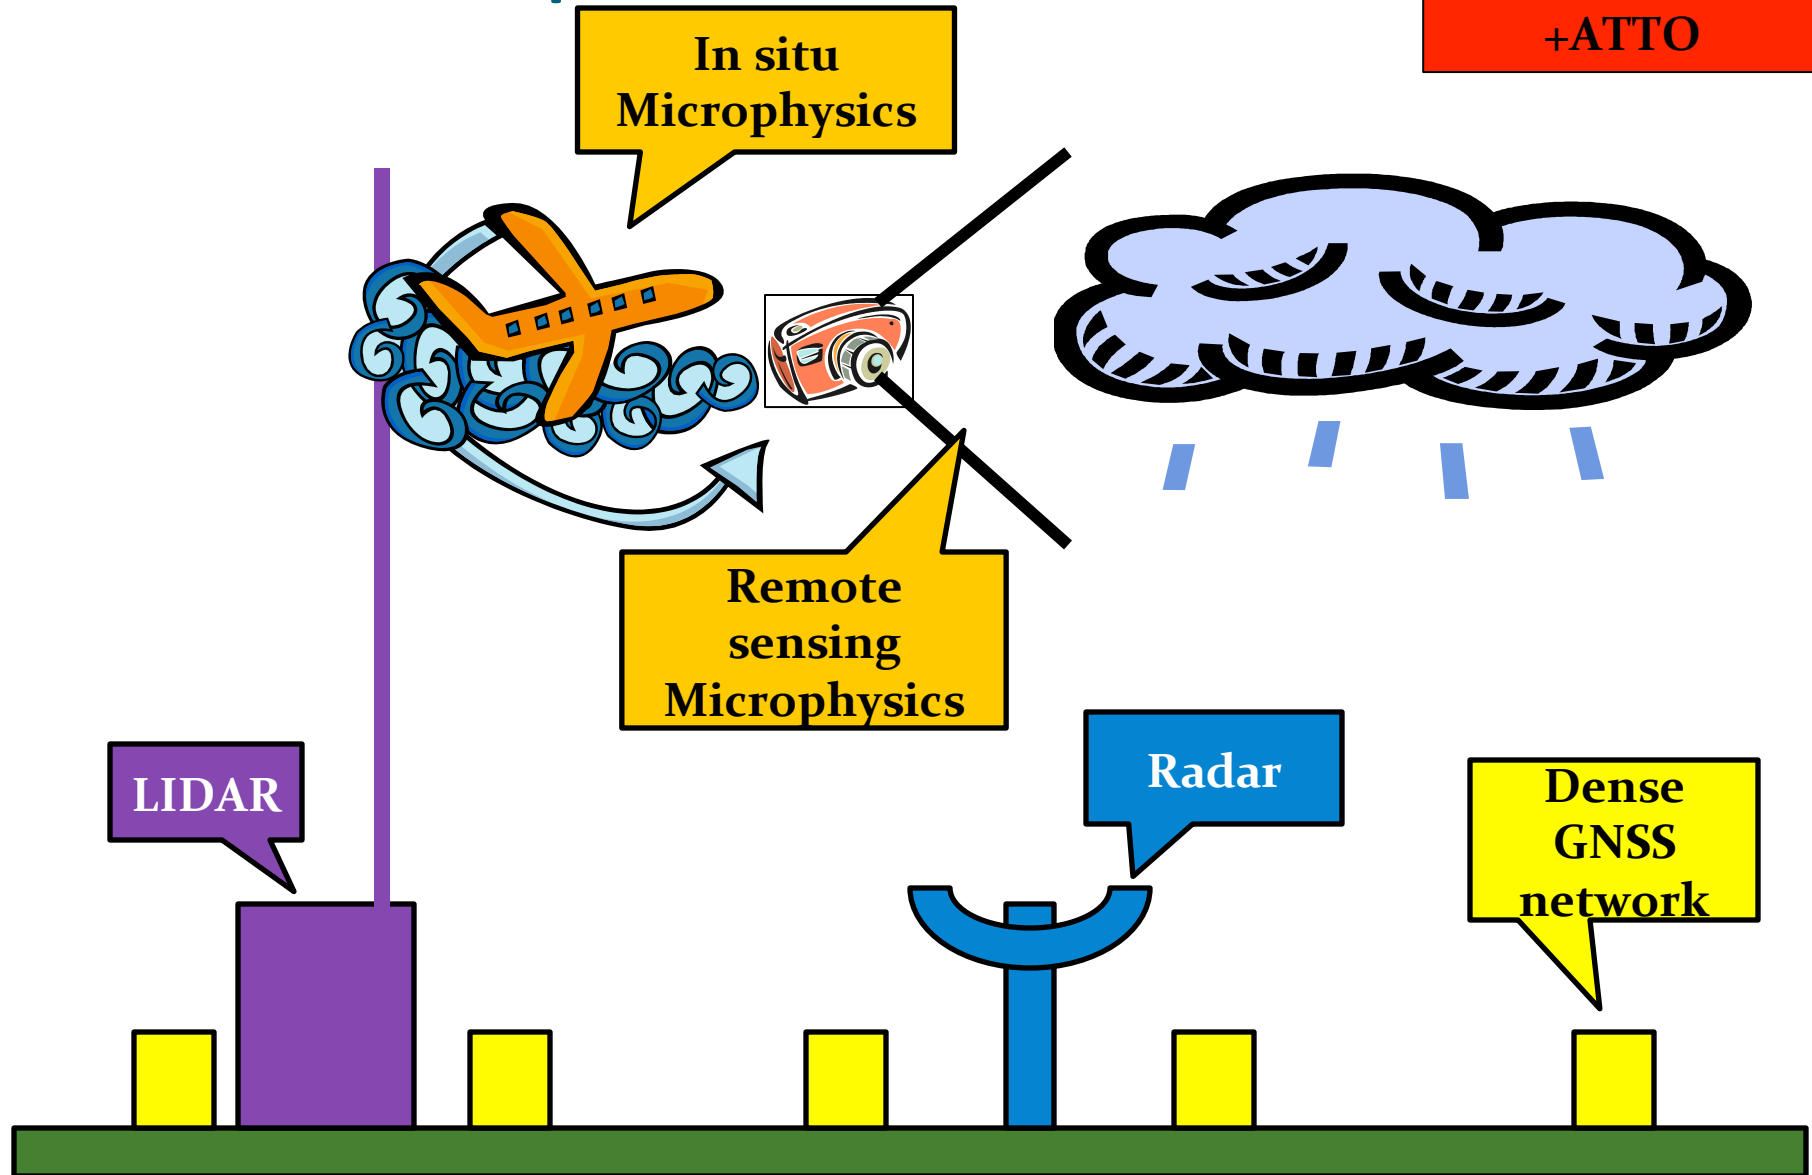 +ATTO
In situ
Microphysics
Remote
sensing
Microphysics
LIDAR
Radar
Dense
GNSS
network